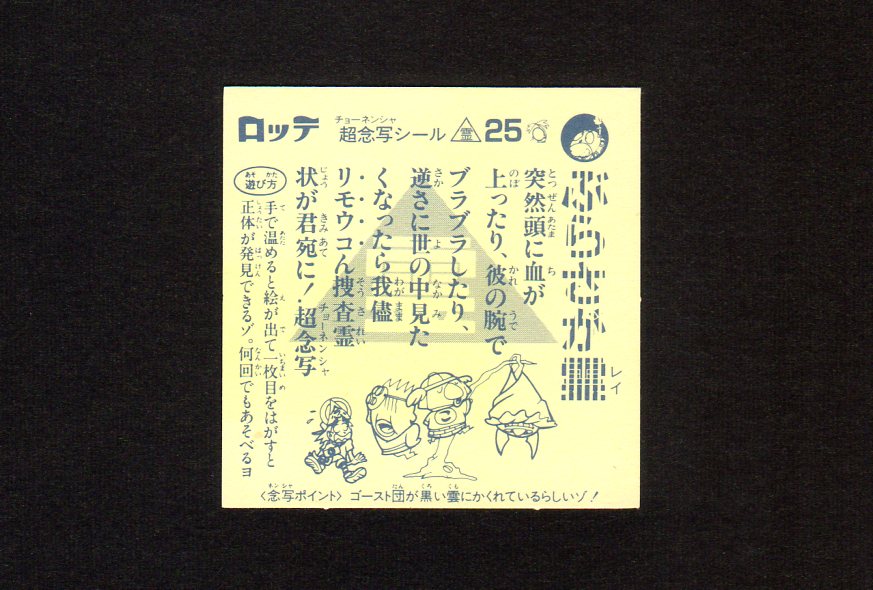 ロッテ 超念写シール 霊 25
チョーネンシャ
ぶらさが霊
レイ
突然頭に血が
上ったり、彼の腕で
ブラブラしたり、
逆さに世の中見た
くなったら我儘
リモウコん捜査霊
状が君宛に!超念写
遊び方
手で温めると絵が出て一枚目をはがすと
正体が発見できるゾ。何回でもあそべるヨ
〈念写ポイント〉 ゴースト団が黒い雲にかくれているらしいゾ!